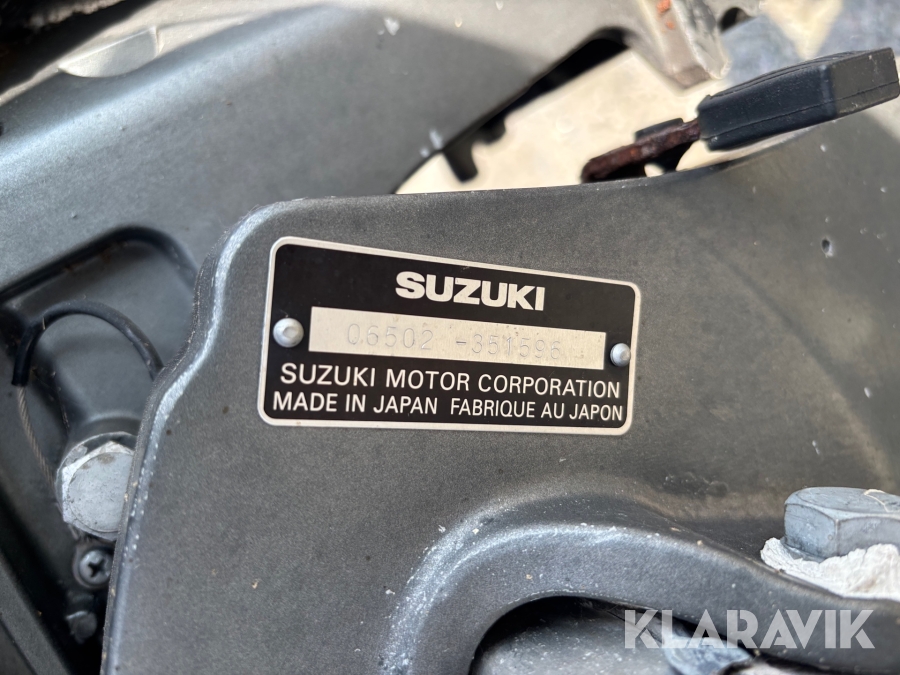 SUZUKI
06502 -351596
SUZUKI MOTOR CORPORATION
MADE IN JAPAN FABRIQUE AU JAPON
KLARAVIK